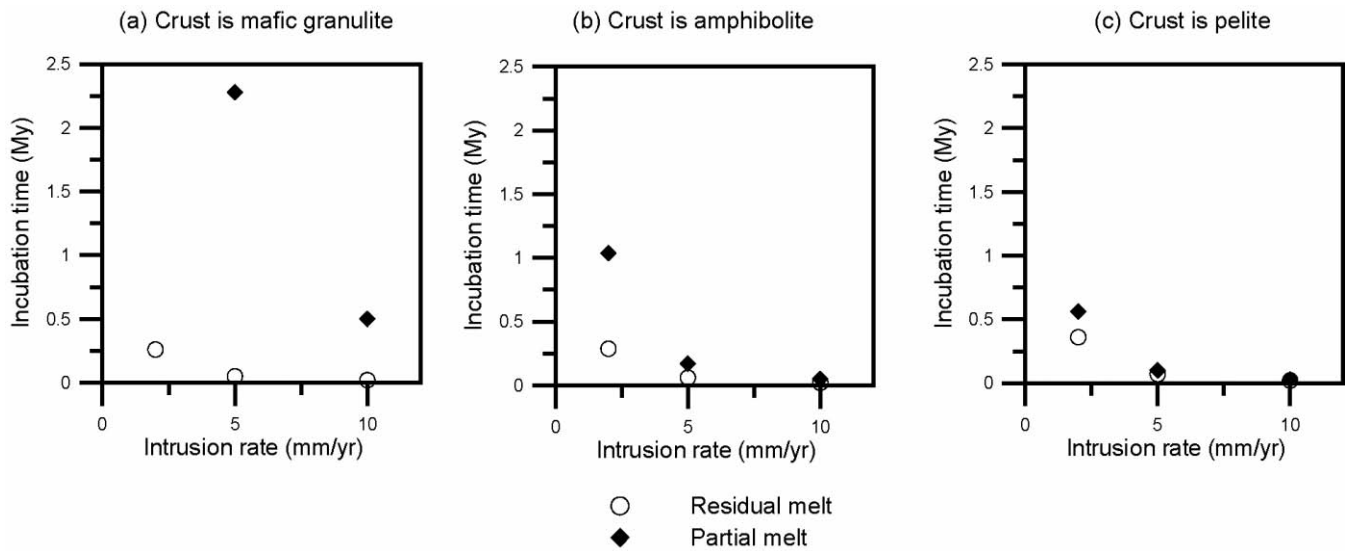 (a) Crust is mafic granulite
2.5
2
1.5
1
0.5
0
Incubation time (My)
0
5
10
Intrusion rate (mm/yr)
(b) Crust is amphibolite
2.5
2
1.5
1
0.5
0
Incubation time (My)
0
5
10
Intrusion rate (mm/yr)
(c) Crust is pelite
2.5
2
1.5
1
0.5
0
Incubation time (My)
0
5
10
Intrusion rate (mm/yr)
Residual melt
Partial melt